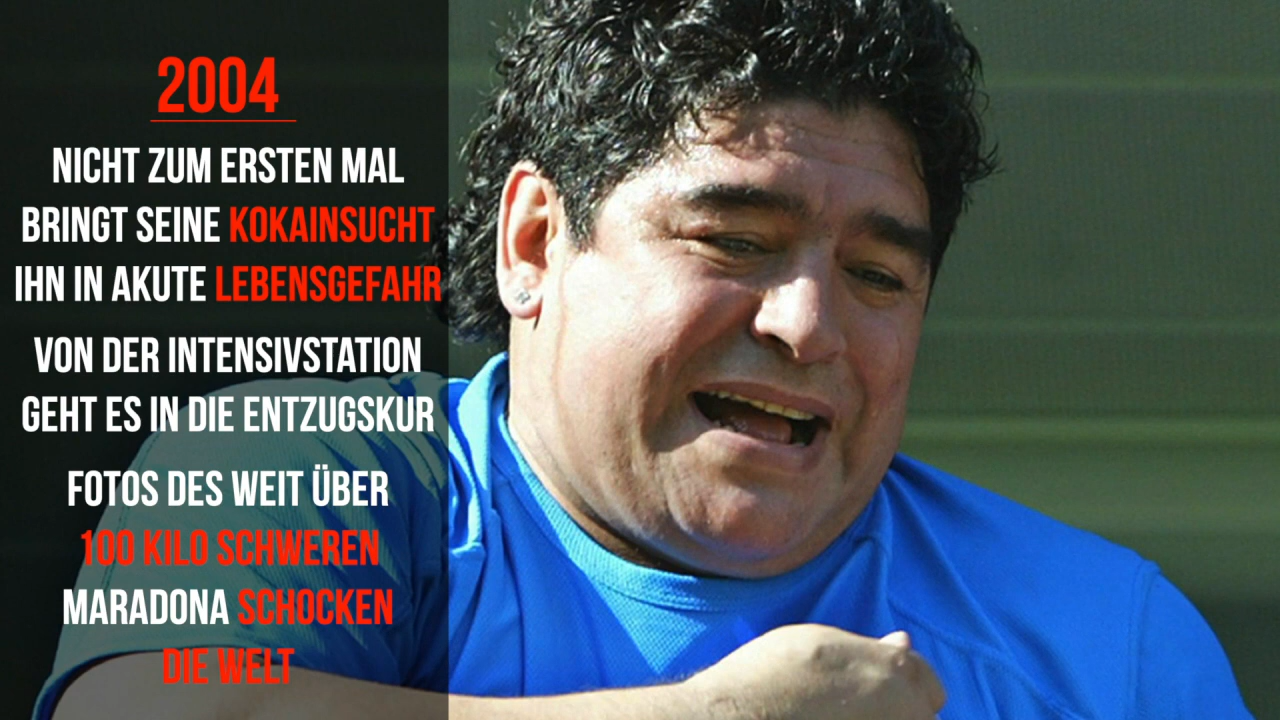 2004
NICHT ZUM ERSTEN MAL
BRINGT SEINE KOKAINSUCHT
IHN IN AKUTE LEBENSGEFAHR
VON DER INTENSIVSTATION
GEHT ES IN DIE ENTZUGSKUR
FOTOS DES WEIT ÜBER
100 KILO SCHWEREN
MARADONA SCHOCKEN
DIE WELT